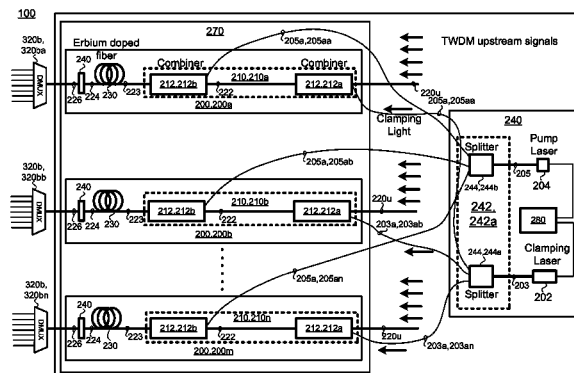 100
270
320b,
320ba
Erbium doped
fiber
240
DMUX
226
224
230
223
Combiner
Combiner
212,212b
210,210a
212,212a
222
200,200a
205a,205aa
TWDM upstream signals
220u
205a,205aa
Clamping
Light
240
Splitter
244,244b
Pump
Laser
205
204
242,
242a
280
244,244a
Clamping
Laser
Splitter
203
202
320b,
320bb
240
DMUX
226
224
230
223
205a,205ab
212,212b
210,210b
212,212a
222
220u
203a,203ab
200,200b
205a,205an
320b,
320bn
240
DMUX
226
224
230
223
212,212b
210,210n
212,212a
222
220u
200,200m
203a,203an